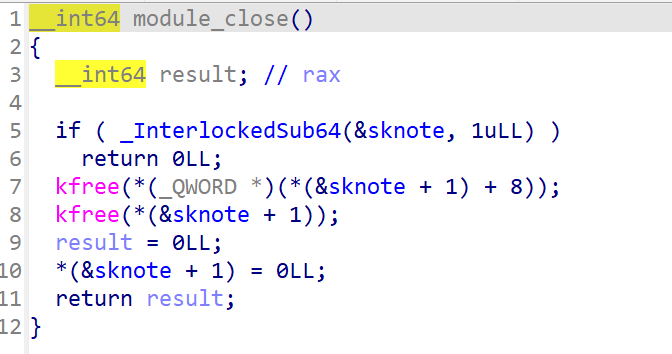 1 __int64 module_close()
2 {
3   __int64 result; // rax
4
5   if ( _InterlockedSub64(&sknote, 1uLL) )
6     return 0LL;
7   kfree(*(_QWORD *)(*(&sknote + 1) + 8));
8   kfree(*(&sknote + 1));
9   result = 0LL;
10   *(&sknote + 1) = 0LL;
11   return result;
12 }